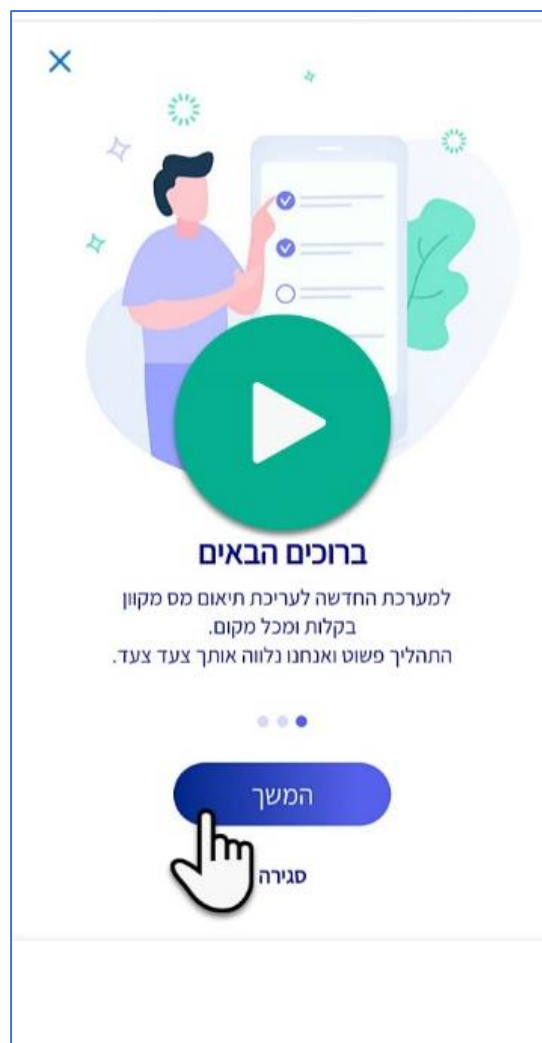 ברוכים הבאים
למערכת החדשה לעריכת תיאום מס מקוון
בקלות ומכל מקום.
התהליך פשוט ואנחנו נלווה אותך צעד צעד.
המשך
סגירה